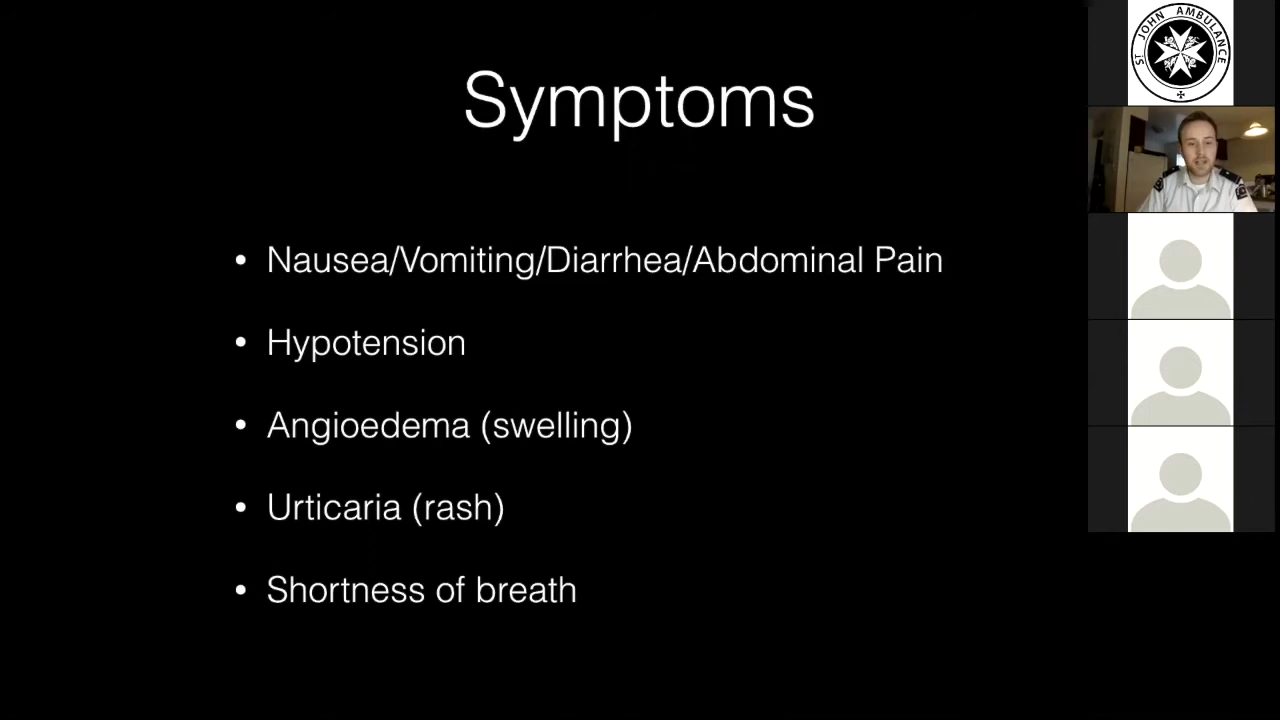 Symptoms
• Nausea/Vomiting/Diarrhea/Abdominal Pain
• Hypotension
• Angioedema (swelling)
• Urticaria (rash)
• Shortness of breath
ST JOHN AMBULANCE